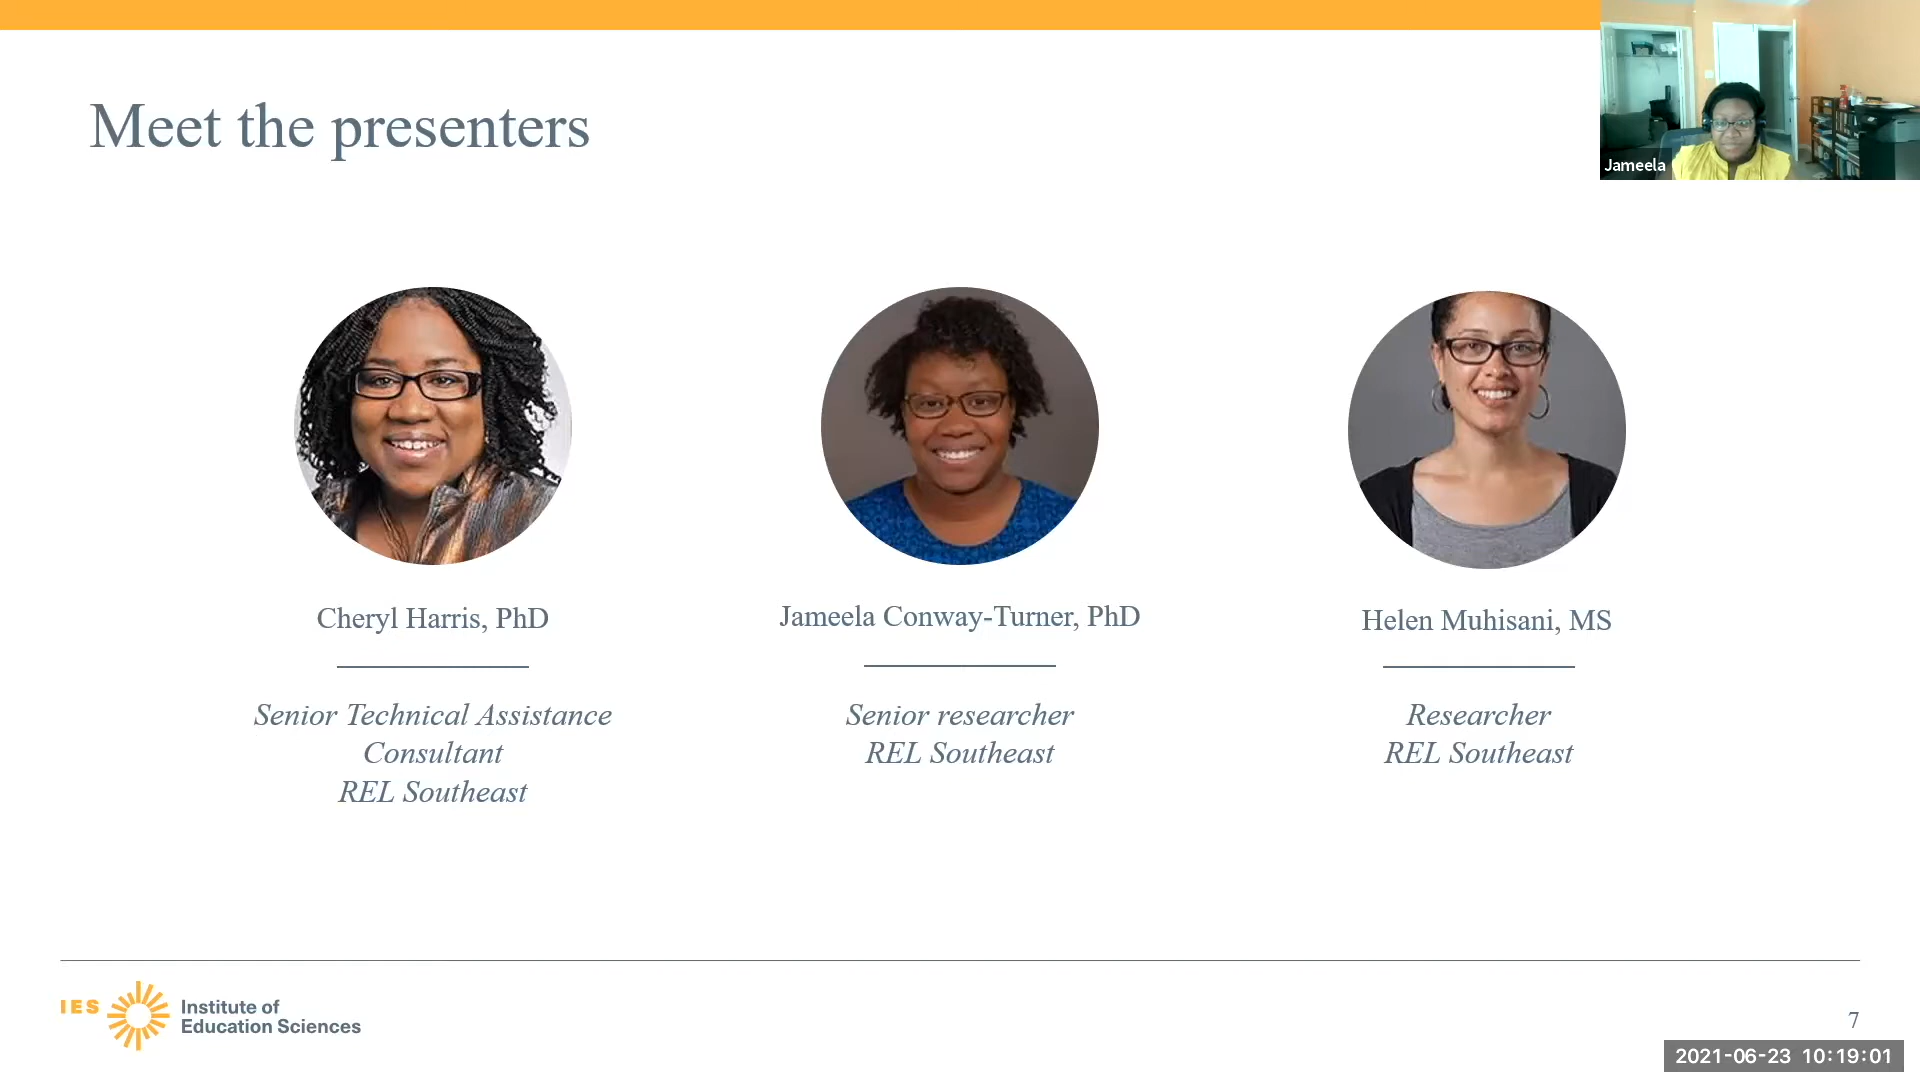 Meet the presenters
Jameela
Cheryl Harris, PhD
Senior Technical Assistance
Consultant
REL Southeast
Jameela Conway-Turner, PhD
Senior researcher
REL Southeast
Helen Muhisani, MS
Researcher
REL Southeast
IES
Institute of
Education Sciences
7
2021-06-23 10:19:01